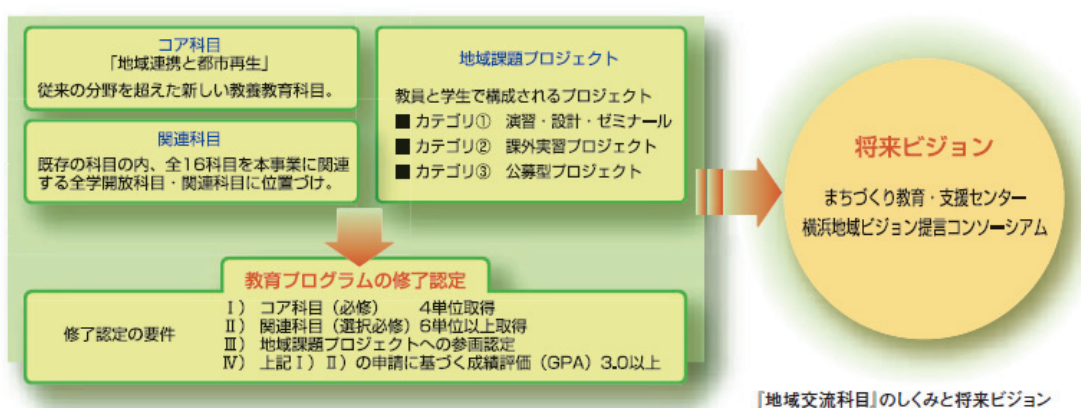 コア科目
「地域連携と都市再生」
従来の分野を超えた新しい教養教育科目。
関連科目
既存の科目の内、全16科目を本事業に関連
する全学開放科目・関連科目に位置づけ。
地域課題プロジェクト
教員と学生で構成されるプロジェクト
■ カテゴリ① 演習・設計・ゼミナール
■ カテゴリ② 課外実習プロジェクト
■ カテゴリ③ 公募型プロジェクト
教育プログラムの修了認定
修了認定の要件
Ⅰ) コア科目（必修） 4単位取得
Ⅱ) 関連科目（選択必修）6単位以上取得
Ⅲ) 地域課題プロジェクトへの参画認定
Ⅳ) 上記Ⅰ）Ⅱ）の申請に基づく成績評価（GPA）3.0以上
将来ビジョン
まちづくり教育・支援センター
横浜地域ビジョン提言コンソーシアム
『地域交流科目』のしくみと将来ビジョン